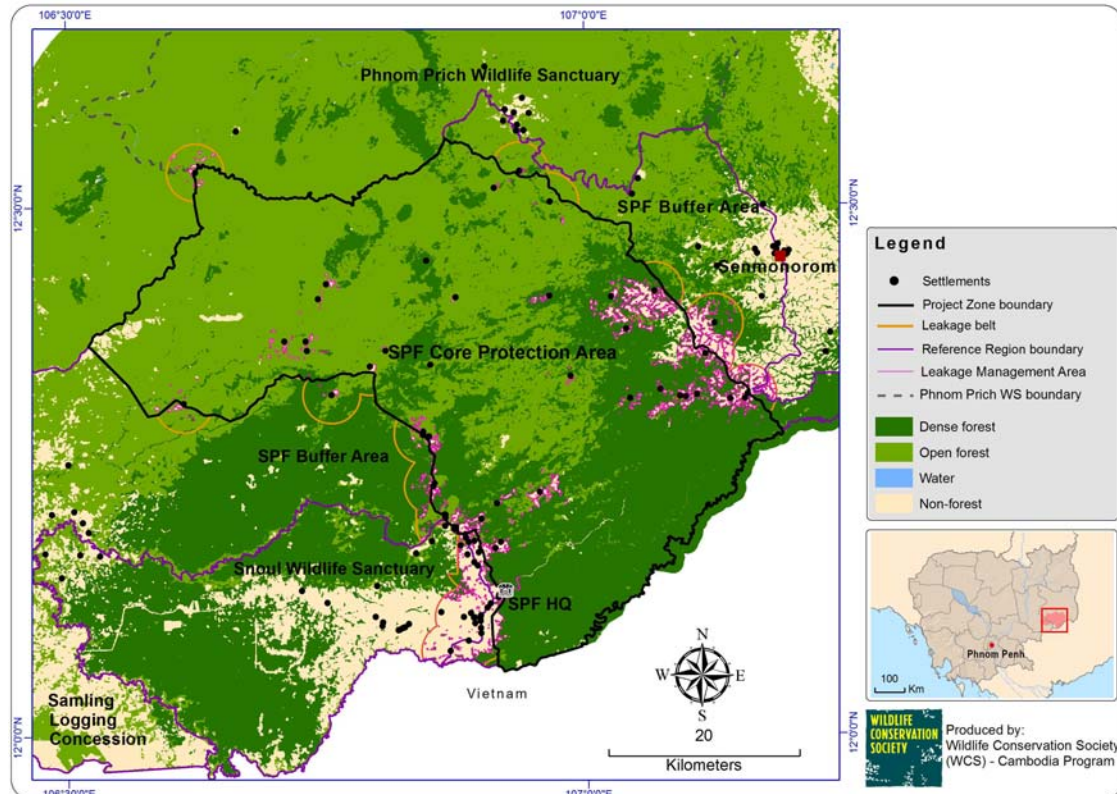 106°30'0"E
107°0'0"E
Phnom Prich Wildlife Sanctuary
12°30'0"N
12°30'0"N
SPF Buffer Area
Senmonorom
SPF Core Protection Area
SPF Buffer Area
Snoul Wildlife Sanctuary
SPF HQ
Samling
Logging
Concession
Vietnam
N
W
E
S
20
Kilometers
12°0'0"N
12°0'0"N
106°30'0"E
107°0'0"E
Legend
Settlements
Project Zone boundary
Leakage belt
Reference Region boundary
Leakage Management Area
Phnom Prich WS boundary
Dense forest
Open forest
Water
Non-forest
Phnom Penh
100
Km
WILDLIFE
CONSERVATION
SOCIETY
Produced by:
Wildlife Conservation Society
(WCS) - Cambodia Program